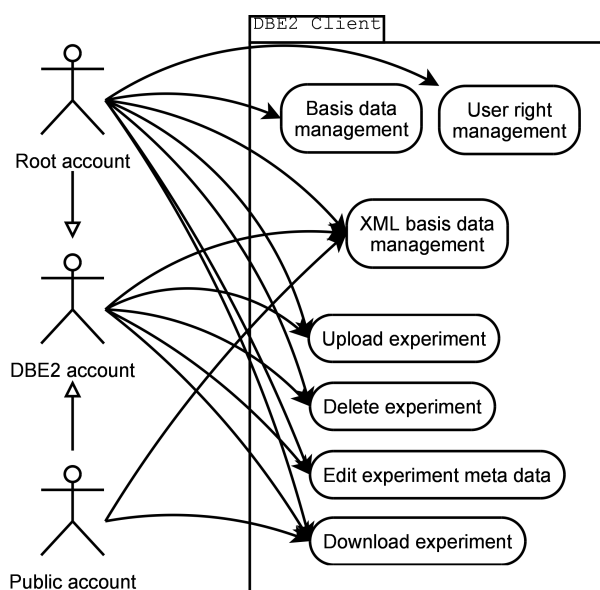 DBE2 Client
Basis data
management
User right
management
Root account
XML basis data
management
DBE2 account
Upload experiment
Delete experiment
Edit experiment meta data
Download experiment
Public account